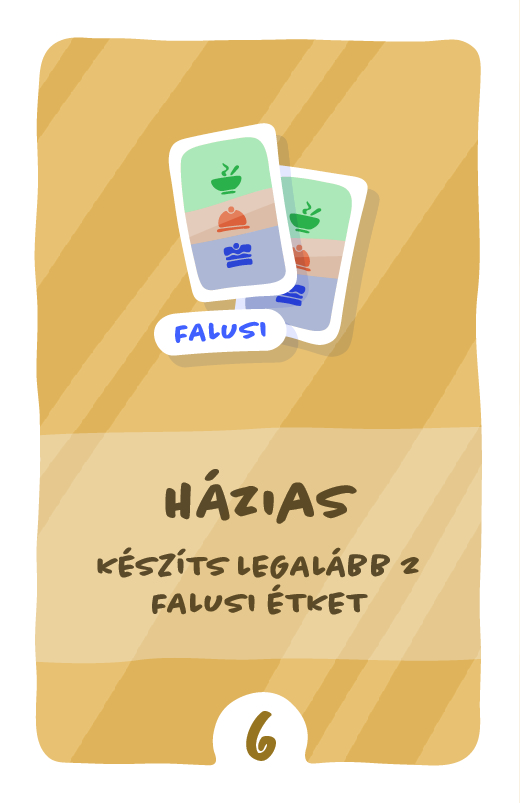 FALUSI
HÁZIAS
KÉSZÍTS LEGALÁBB 2
FALUSI ÉTKET
6